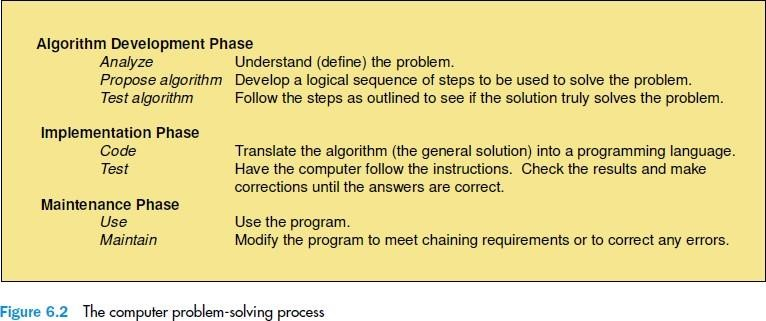 Algorithm Development Phase
Analyze Understand (define) the problem.
Propose algorithm Develop a logical sequence of steps to be used to solve the problem.
Test algorithm Follow the steps as outlined to see if the solution truly solves the problem.
Implementation Phase
Code Translate the algorithm (the general solution) into a programming language.
Test Have the computer follow the instructions. Check the results and make
corrections until the answers are correct.
Maintenance Phase
Use Use the program.
Maintain Modify the program to meet chaining requirements or to correct any errors.
Figure 6.2 The computer problem-solving process